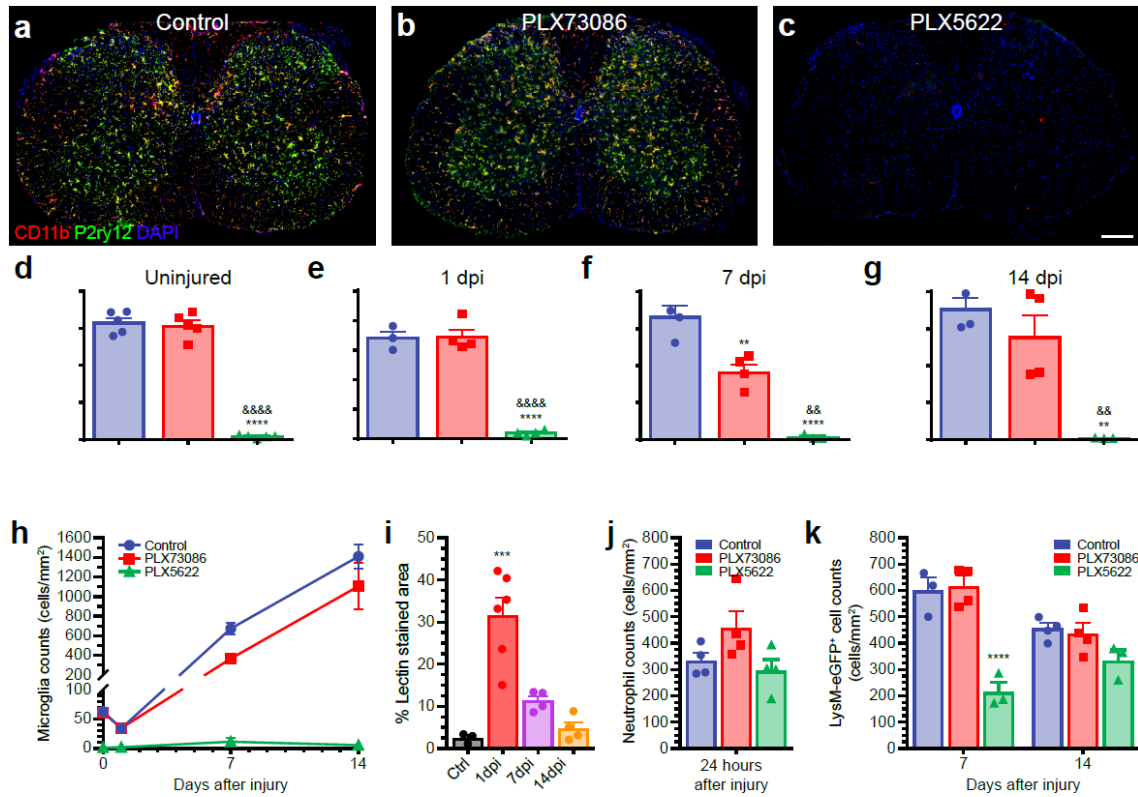 a Control
b PLX73086
c PLX5622
CD11b P2ry12 DAPI
d Uninjured
e 1 dpi
f 7 dpi
g 14 dpi
&&&&
****
&&&&
****
**
&&
****
&&
**
h
Microglia counts (cells/mm²)
1600
1400
1200
1000
800
600
400
200
100
50
0
Control
PLX73086
PLX5622
0 7 14
Days after injury
i
% Lectin stained area
50
40
30
20
10
0
***
Ctrl 1dpi 7dpi 14dpi
j
Neutrophil counts (cells/mm²)
800
700
600
500
400
300
200
100
0
Control
PLX73086
PLX5622
24 hours
after injury
k
LysM-eGFP⁺ cell counts
(cells/mm²)
800
700
600
500
400
300
200
100
0
Control
PLX73086
PLX5622
****
7 14
Days after injury